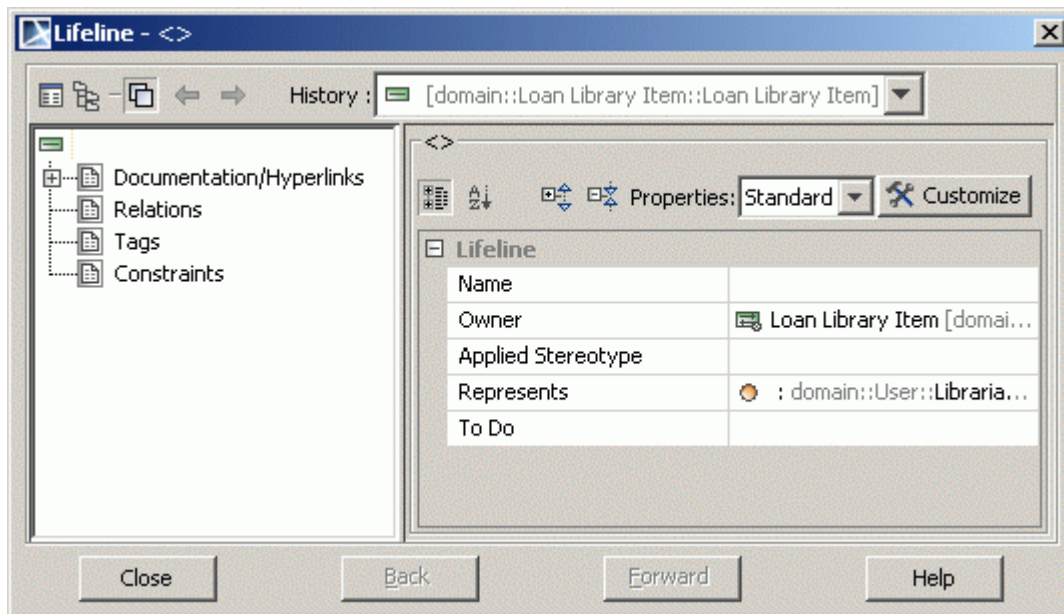 Lifeline - <>
History : [domain::Loan Library Item::Loan Library Item]
Documentation/Hyperlinks
Relations
Tags
Constraints
<>
Properties: Standard Customize
Lifeline
Name
Owner Loan Library Item [domai...
Applied Stereotype
Represents : domain::User::Libraria...
To Do
Close Back Forward Help